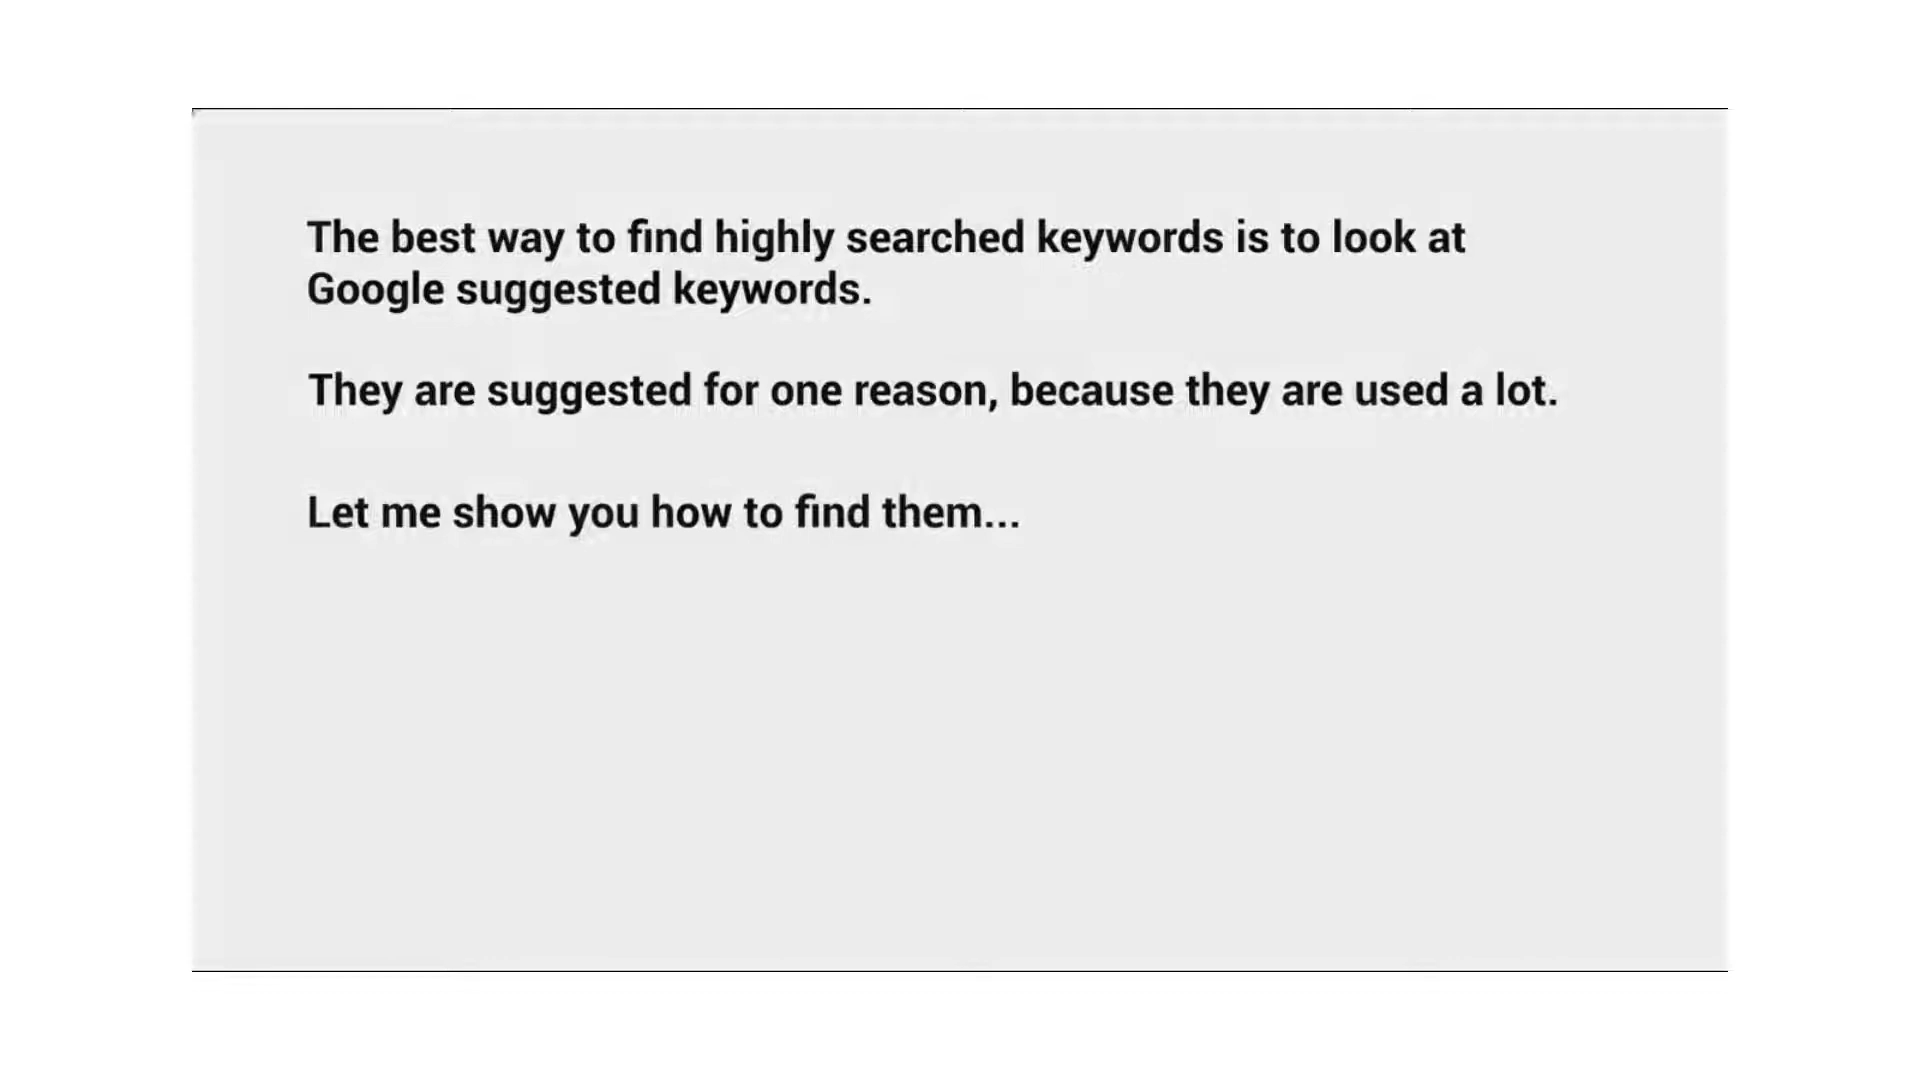 The best way to find highly searched keywords is to look at
Google suggested keywords.
They are suggested for one reason, because they are used a lot.
Let me show you how to find them...